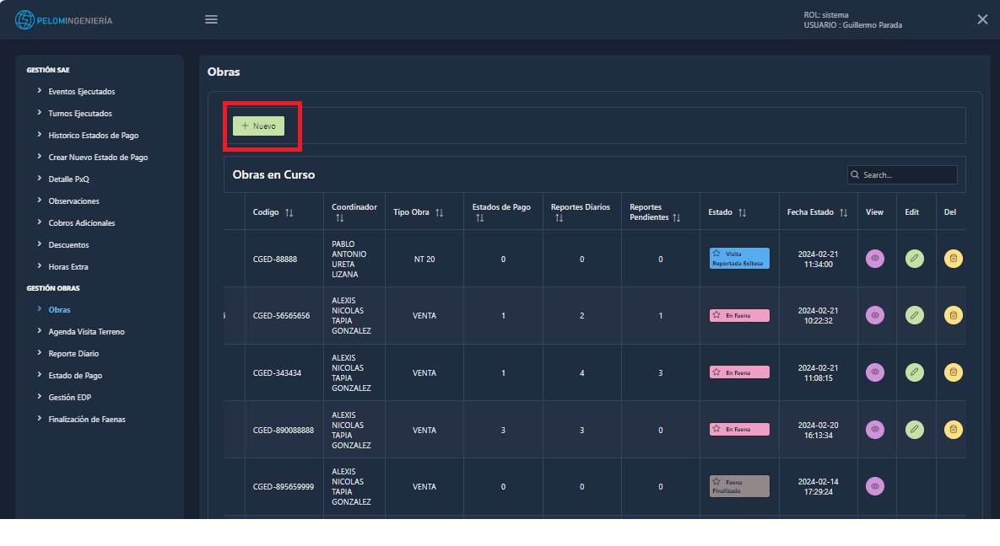 PELOMINGENIERÍA
ROL: sistema
USUARIO : Guillermo Parada
GESTIÓN SAE
Eventos Ejecutados
Turnos Ejecutados
Historico Estados de Pago
Crear Nuevo Estado de Pago
Detalle PxQ
Observaciones
Cobros Adicionales
Descuentos
Horas Extra
GESTIÓN OBRAS
Obras
Agenda Visita Terreno
Reporte Diario
Estado de Pago
Gestión EDP
Finalización de Faenas
Obras
+ Nuevo
Obras en Curso
Search...
Codigo
Coordinador
Tipo Obra
Estados de Pago
Reportes Diarios
Reportes
Pendientes
Estado
Fecha Estado
View
Edit
Del
CGED-88888
PABLO
ANTONIO
URETA
LIZANA
NT 20
0
0
0
Visita
Reportada Exitosa
2024-02-21
11:34:00
CGED-56565656
ALEXIS
NICOLAS
TAPIA
GONZALEZ
VENTA
1
2
1
En Faena
2024-02-21
10:22:32
CGED-343434
ALEXIS
NICOLAS
TAPIA
GONZALEZ
VENTA
1
4
3
En Faena
2024-02-21
11:08:15
CGED-890088888
ALEXIS
NICOLAS
TAPIA
GONZALEZ
VENTA
3
3
0
En Faena
2024-02-20
16:13:34
CGED-895659999
ALEXIS
NICOLAS
TAPIA
GONZALEZ
VENTA
0
0
0
Faena
Finalizada
2024-02-14
17:29:24